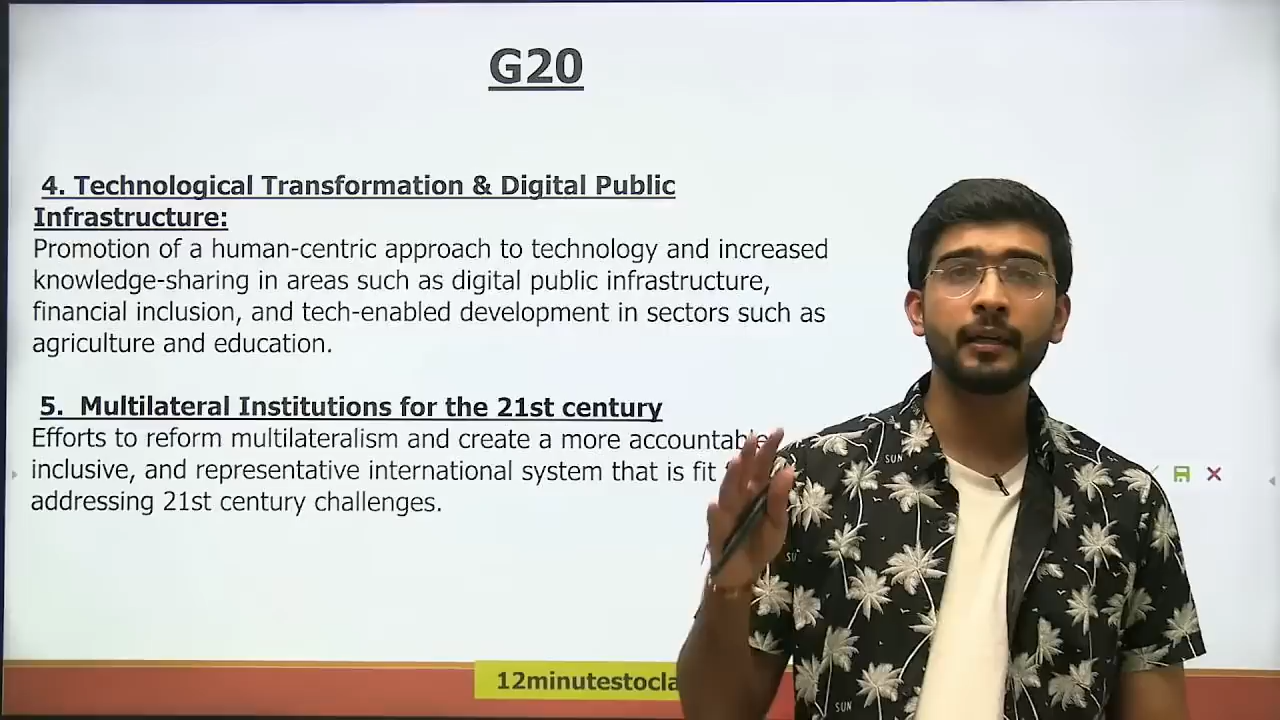 G20
4. Technological Transformation & Digital Public
Infrastructure:
Promotion of a human-centric approach to technology and increased
knowledge-sharing in areas such as digital public infrastructure,
financial inclusion, and tech-enabled development in sectors such as
agriculture and education.
5. Multilateral Institutions for the 21st century
Efforts to reform multilateralism and create a more accountable
inclusive, and representative international system that is fit
addressing 21st century challenges.
12minutestocla
SUN
SUN